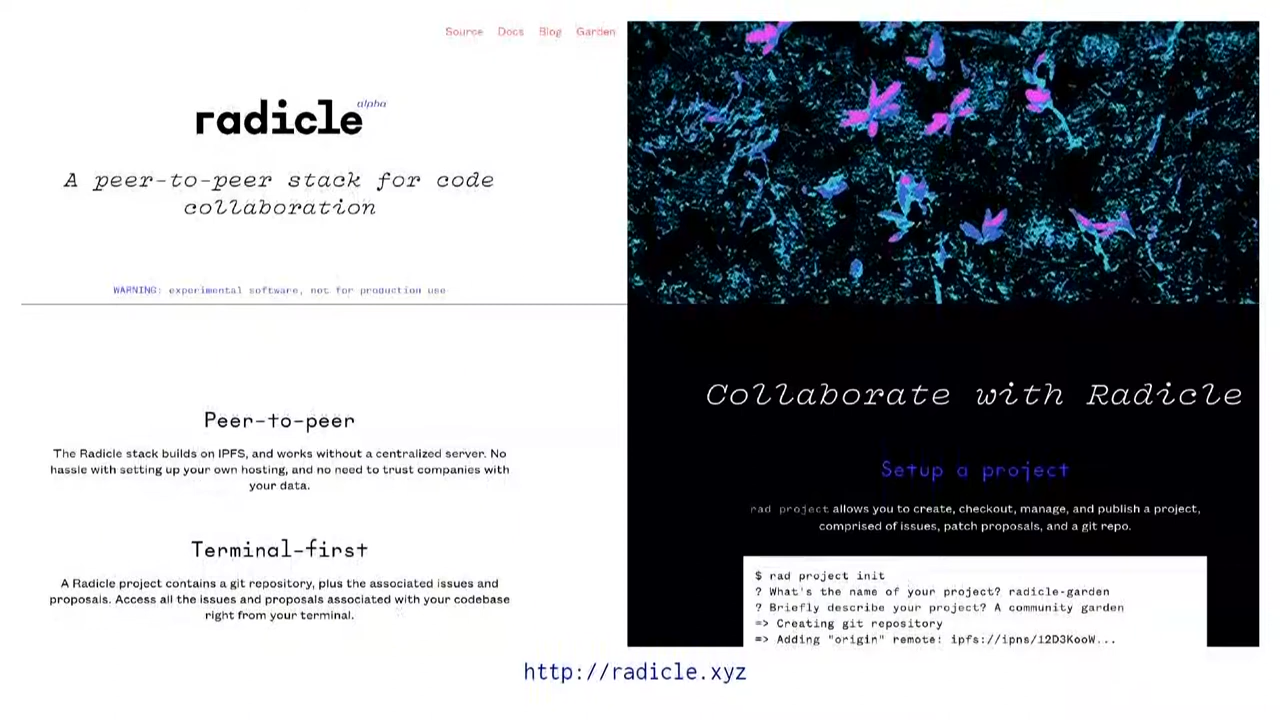 Source Docs Blog Garden
radicle alpha
A peer-to-peer stack for code
collaboration
WARNING: experimental software, not for production use
Peer-to-peer
The Radicle stack builds on IPFS, and works without a centralized server. No
hassle with setting up your own hosting, and no need to trust companies with
your data.
Terminal-first
A Radicle project contains a git repository, plus the associated issues and
proposals. Access all the issues and proposals associated with your codebase
right from your terminal.
Collaborate with Radicle
Setup a project
rad project allows you to create, checkout, manage, and publish a project,
comprised of issues, patch proposals, and a git repo.
$ rad project init
? What's the name of your project? radicle-garden
? Briefly describe your project? A community garden
=> Creating git repository
=> Adding "origin" remote: ipfs://ipns/12D3KooW...
http://radicle.xyz